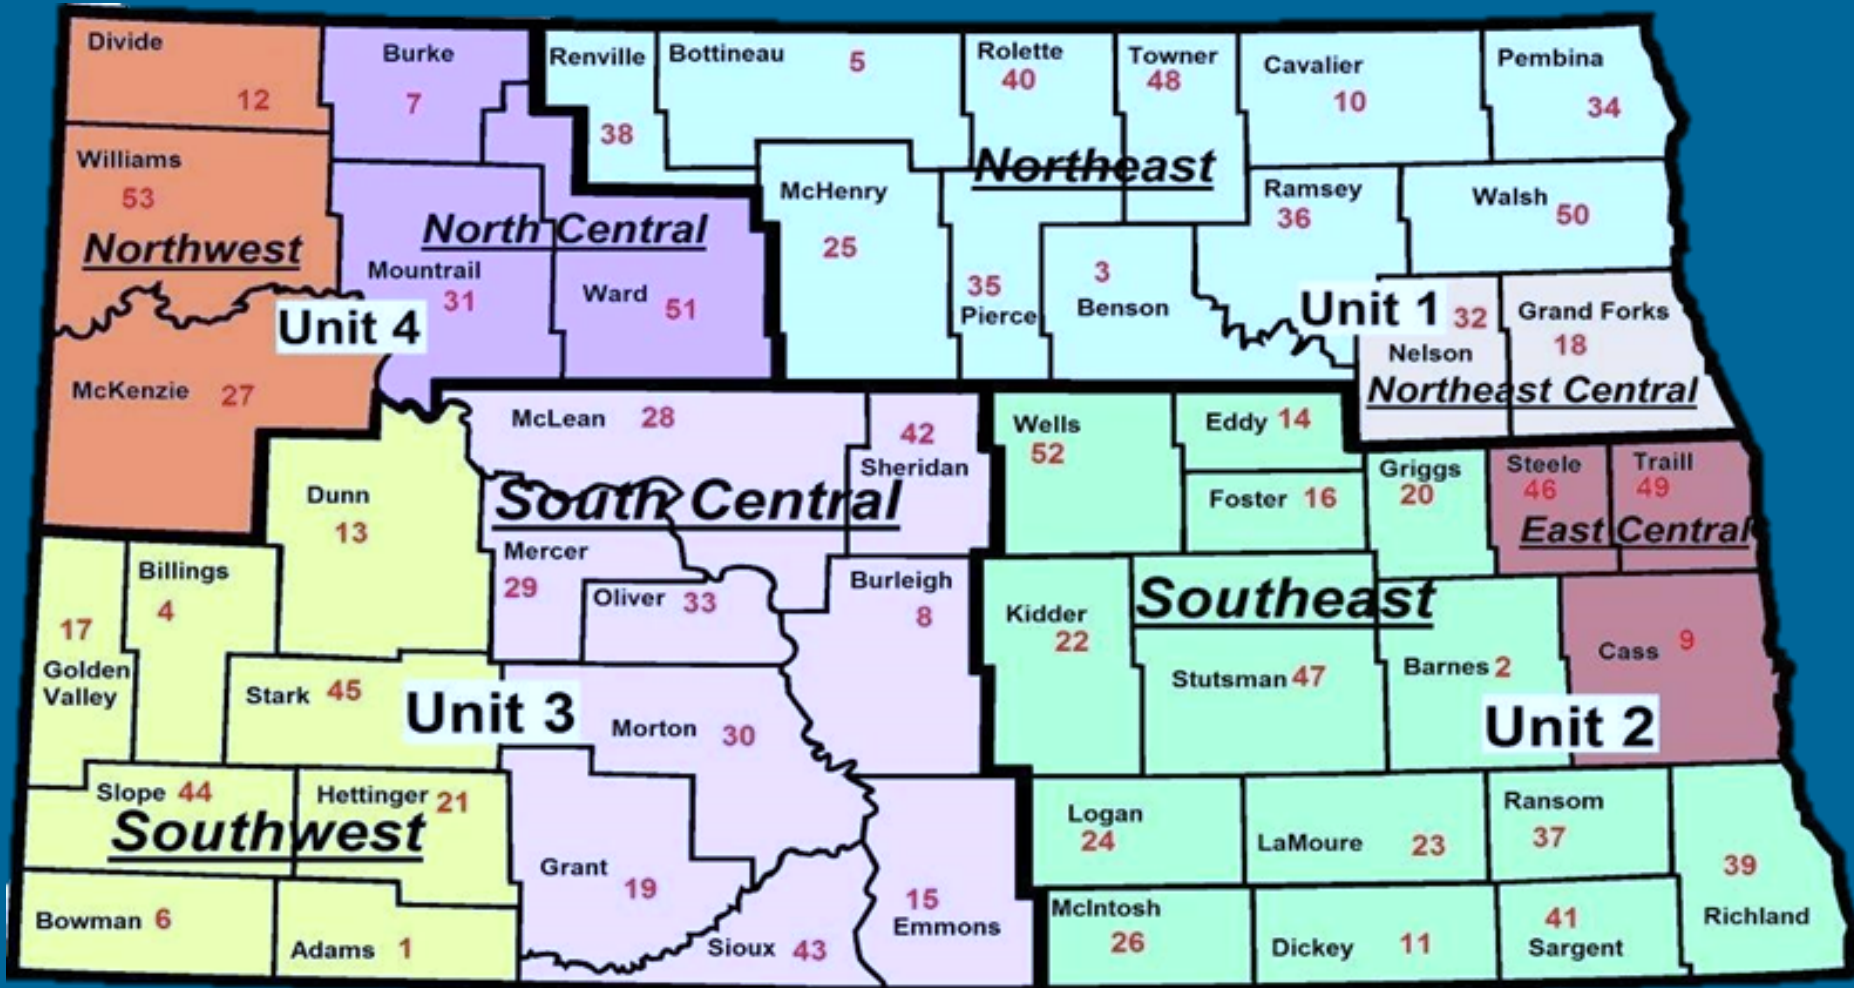 Divide
12
Burke
7
Renville
38
Bottineau
5
Rolette
40
Towner
48
Cavalier
10
Pembina
34
Williams
53
Northwest
North Central
Mountrail
31
Ward
51
McHenry
25
Northeast
35
Pierce
3
Benson
Ramsey
36
Walsh 50
Unit 4
Unit 1
32
Nelson
Grand Forks
18
Northeast Central
McKenzie 27
McLean 28
42
Sheridan
Wells
52
Eddy 14
Foster 16
Griggs
20
Steele
46
Traill
49
East Central
Dunn
13
South Central
Mercer
29
Oliver 33
Burleigh
8
Kidder
22
Southeast
Stutsman 47
Barnes 2
Cass 9
Unit 2
17
Golden
Valley
Billings
4
Stark 45
Unit 3
Morton 30
Slope 44
Hettinger 21
Southwest
Grant
19
Logan
24
LaMoure 23
Ransom
37
39
Richland
Bowman 6
Adams 1
Sioux 43
15
Emmons
McIntosh
26
Dickey 11
41
Sargent